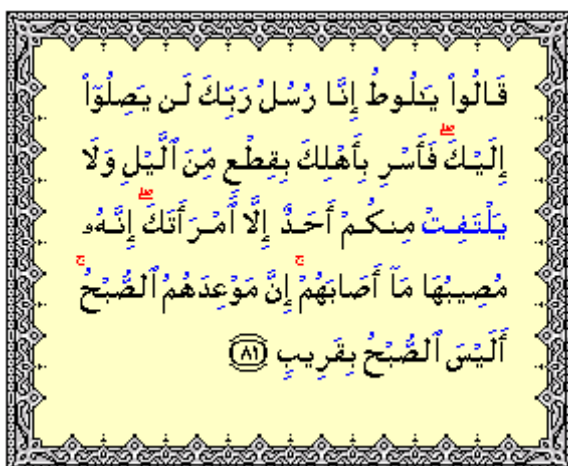 قَالُوا۟ يَـٰلُوطُ إِنَّا رُسُلُ رَبِّكَ لَن يَصِلُوٓا۟
إِلَيْكَ ۖ فَأَسْرِ بِأَهْلِكَ بِقِطْعٍ مِّنَ ٱلَّيْلِ وَلَا
يَلْتَفِتْ مِنكُمْ أَحَدٌ إِلَّا ٱمْرَأَتَكَ ۖ إِنَّهُۥ
مُصِيبُهَا مَآ أَصَابَهُمْ ۚ إِنَّ مَوْعِدَهُمُ ٱلصُّبْحُ ۚ
أَلَيْسَ ٱلصُّبْحُ بِقَرِيبٍ ٨١